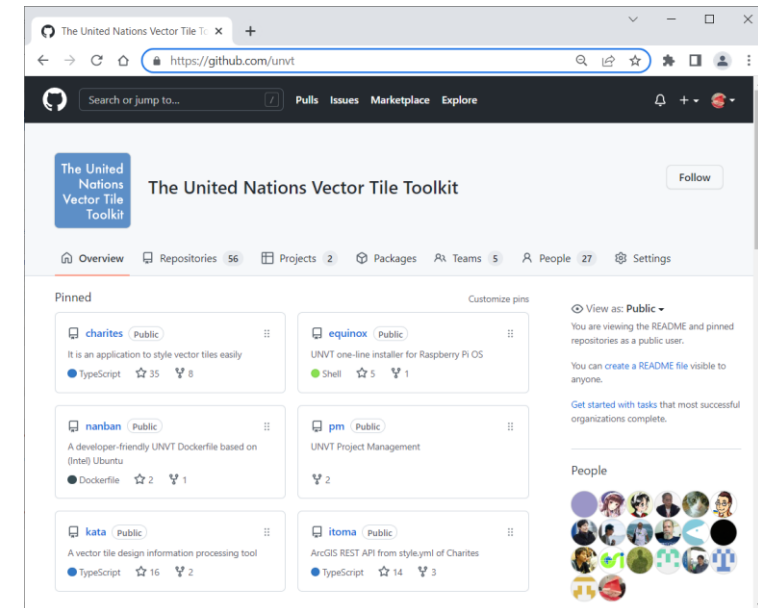 The United Nations Vector Tile To
https://github.com/unvt
Search or jump to...
/
Pulls Issues Marketplace Explore
The United
Nations
Vector Tile
Toolkit
The United Nations Vector Tile Toolkit
Follow
Overview Repositories 56 Projects 2 Packages Teams 5 People 27 Settings
Pinned
Customize pins
charites Public
It is an application to style vector tiles easily
TypeScript 35 8
equinox Public
UNVT one-line installer for Raspberry Pi OS
Shell 5 1
nanban Public
A developer-friendly UNVT Dockerfile based on
(Intel) Ubuntu
Dockerfile 2 1
pm Public
UNVT Project Management
2
kata Public
A vector tile design information processing tool
TypeScript 16 2
itoma Public
ArcGIS REST API from style.yml of Charites
TypeScript 14 3
View as: Public
You are viewing the README and pinned
repositories as a public user.
You can create a README file visible to
anyone.
Get started with tasks that most successful
organizations complete.
People
esri